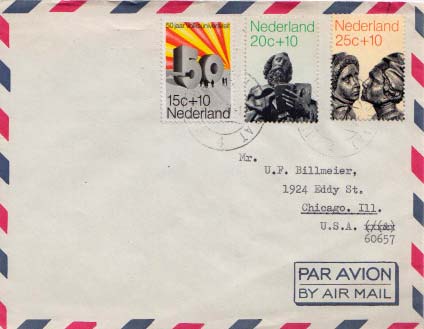 50 jaar Volksuniversiteit
50
15c+10
Nederland
Nederland
20c+10
Nederland
25c+10
Mr.
U.F. Billmeier,
1924 Eddy St.
Chicago. Ill.
U.S.A.
60657
PAR AVION
BY AIR MAIL